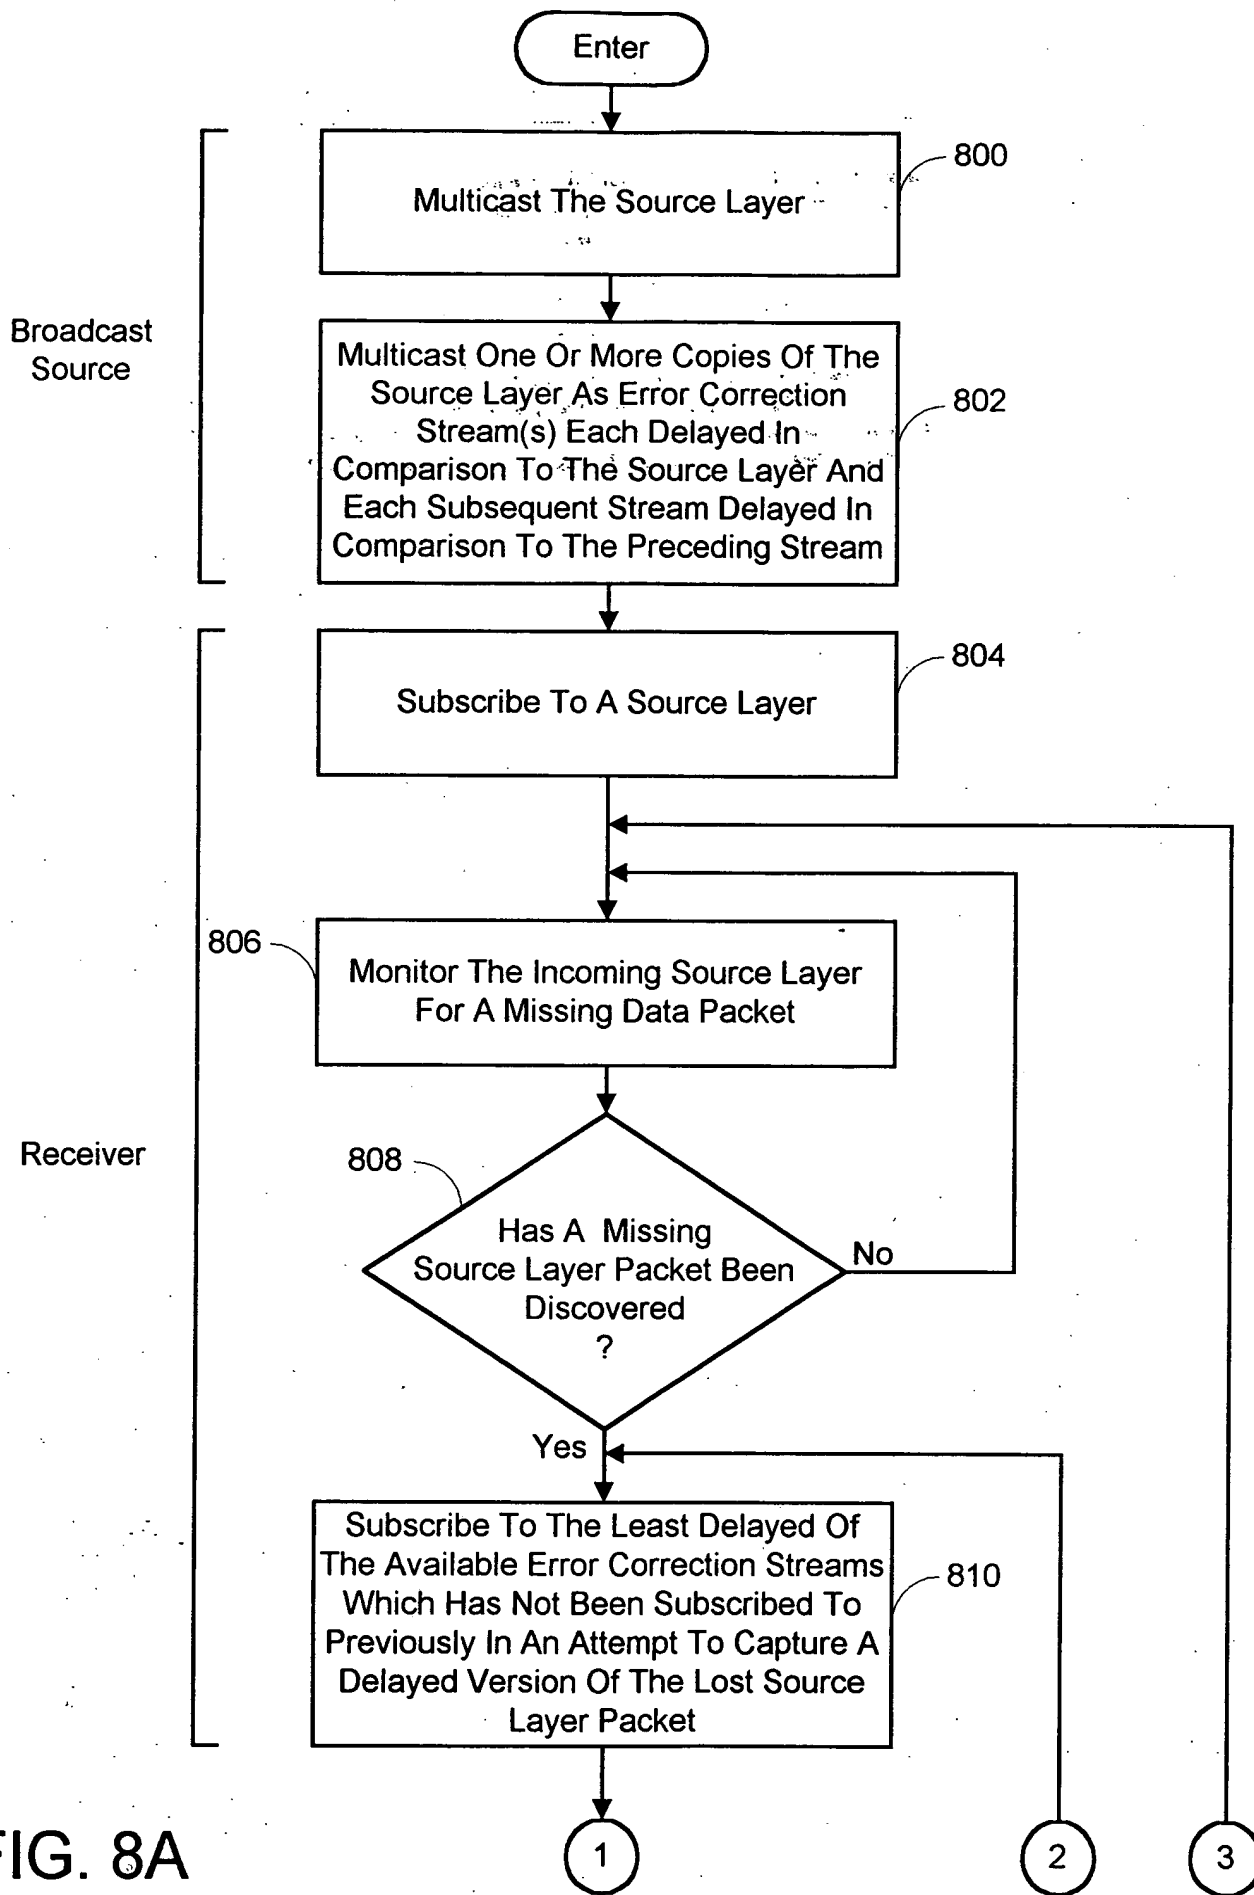 Enter
800
Multicast The Source Layer
Broadcast
Source
Multicast One Or More Copies Of The
Source Layer As Error Correction
Stream(s) Each Delayed In
Comparison To The Source Layer And
Each Subsequent Stream Delayed In
Comparison To The Preceding Stream
802
804
Subscribe To A Source Layer
806
Monitor The Incoming Source Layer
For A Missing Data Packet
Receiver
808
Has A Missing
Source Layer Packet Been
Discovered
?
No
Yes
Subscribe To The Least Delayed Of
The Available Error Correction Streams
Which Has Not Been Subscribed To
Previously In An Attempt To Capture A
Delayed Version Of The Lost Source
Layer Packet
810
FIG. 8A
1
2
3